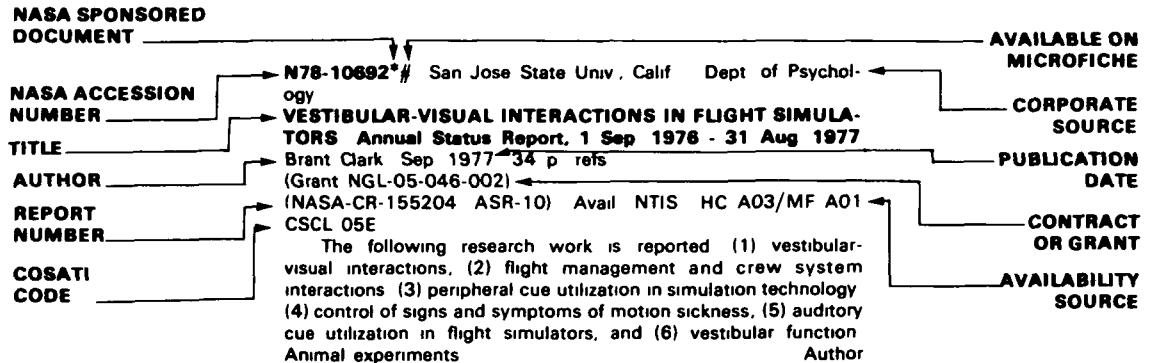 NASA SPONSORED
DOCUMENT
AVAILABLE ON
MICROFICHE
N78-10692*# San Jose State Univ, Calif Dept of Psychol-
ogy
NASA ACCESSION
NUMBER
CORPORATE
SOURCE
VESTIBULAR-VISUAL INTERACTIONS IN FLIGHT SIMULA-
TORS Annual Status Report, 1 Sep 1976 - 31 Aug 1977
TITLE
Brant Clark Sep 1977 34 p refs
PUBLICATION
DATE
AUTHOR
(Grant NGL-05-046-002)
REPORT
NUMBER
(NASA-CR-155204 ASR-10) Avail NTIS HC A03/MF A01
CONTRACT
OR GRANT
CSCL 05E
COSATI
CODE
AVAILABILITY
SOURCE
The following research work is reported (1) vestibular-
visual interactions, (2) flight management and crew system
interactions (3) peripheral cue utilization in simulation technology
(4) control of signs and symptoms of motion sickness, (5) auditory
cue utilization in flight simulators, and (6) vestibular function
Animal experiments Author